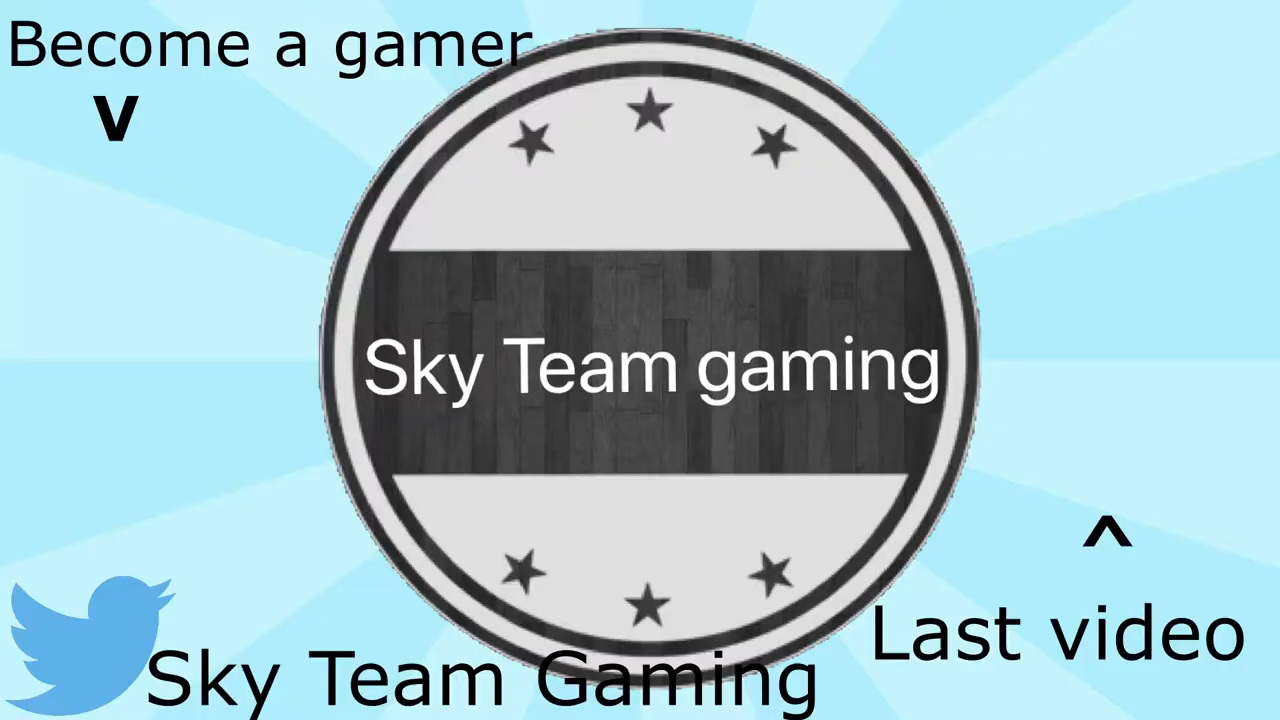 Become a gamer
v
Sky Team gaming
^
Last video
Sky Team Gaming